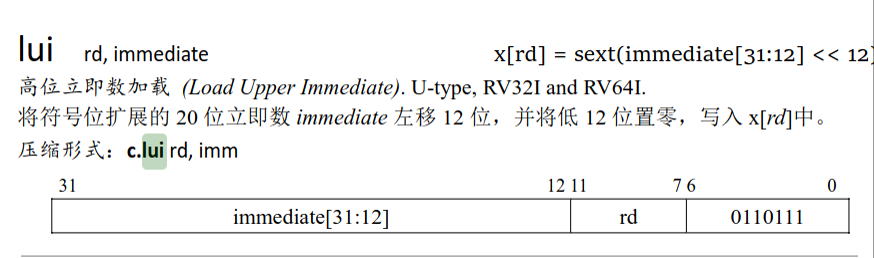 lui rd, immediate x[rd] = sext(immediate[31:12] << 12)
高位立即数加载 (Load Upper Immediate). U-type, RV32I and RV64I.
将符号位扩展的 20 位立即数 immediate 左移 12 位，并将低 12 位置零，写入 x[rd]中。
压缩形式：c.lui rd, imm
31 12 11 7 6 0
immediate[31:12] rd 0110111